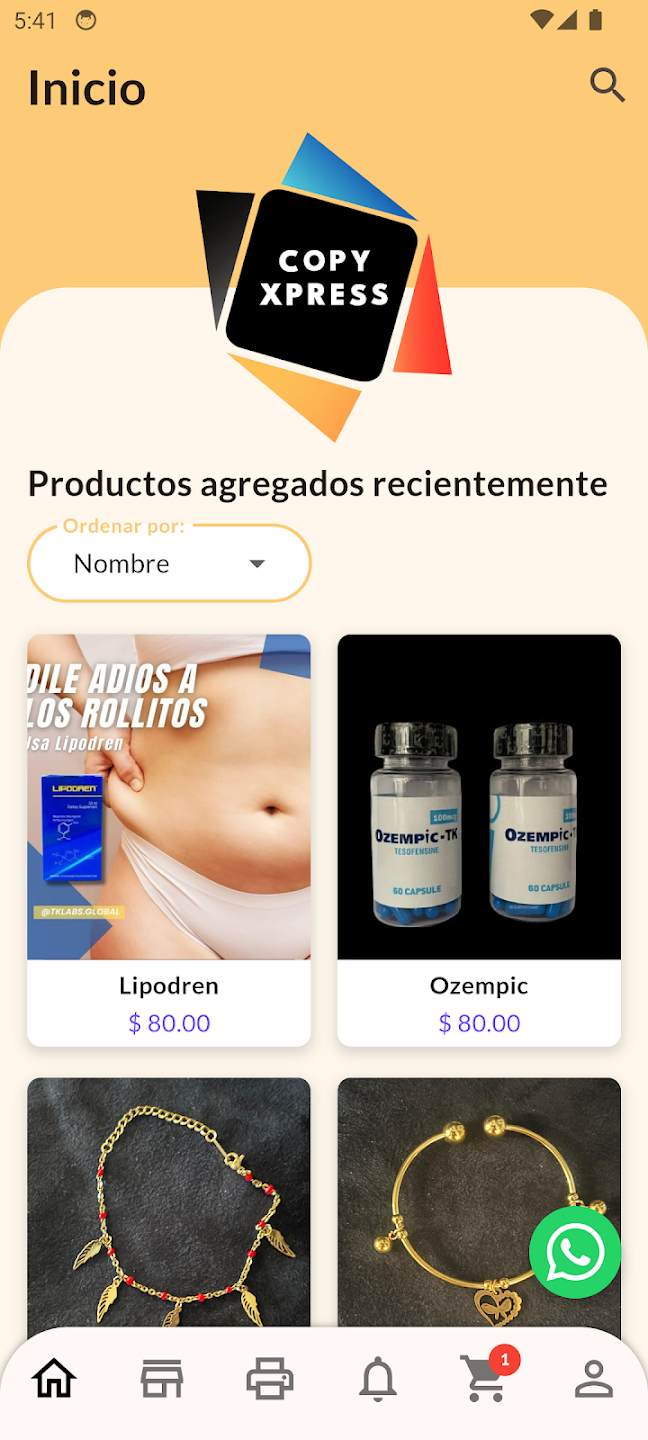 5:41
Inicio
COPY
XPRESS
Productos agregados recientemente
Ordenar por:
Nombre
DILE ADIOS A
LOS ROLLITOS
Usa Lipodren
LIPODREN
@TKLABS.GLOBAL
100mcg
OZEMPIC-TK
TESOFENSINE
60 CAPSULE
100
OZEMPIC-T
TESOFENSINE
60 CAPSULE
Lipodren
$ 80.00
Ozempic
$ 80.00
1